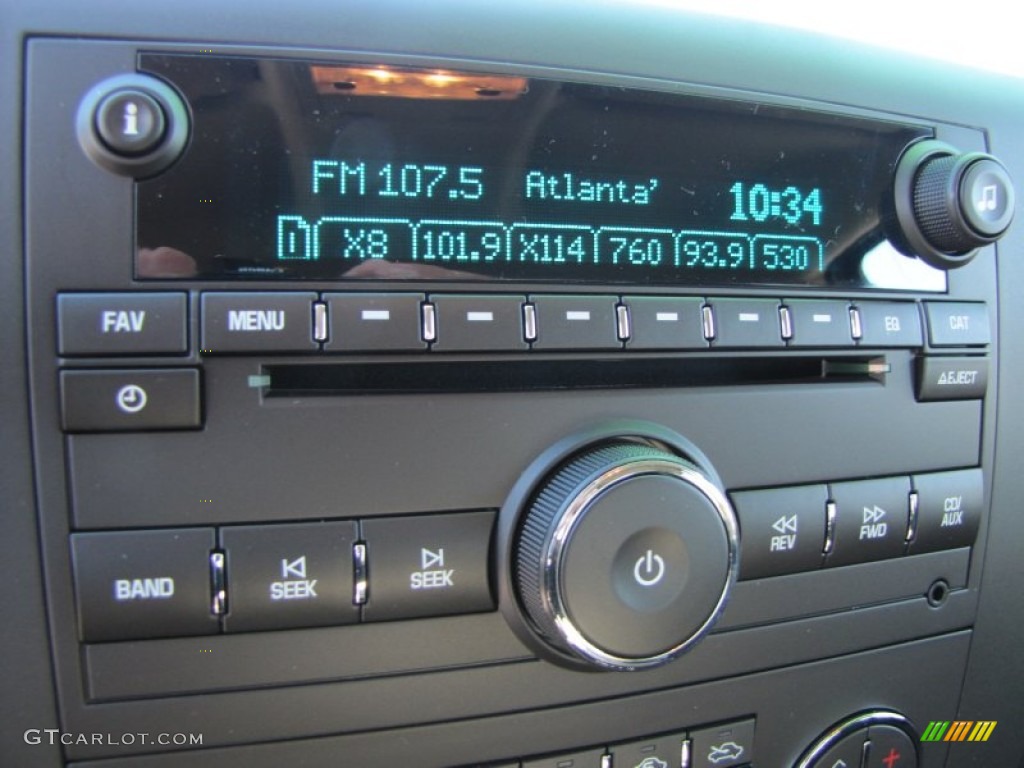 i
FM 107.5 Atlanta' 10:34
1 X8 101.9 X114 760 93.9 530
FAV MENU EQ CAT
EJECT
BAND SEEK SEEK REV FWD CD/AUX
GTCARLOT.COM